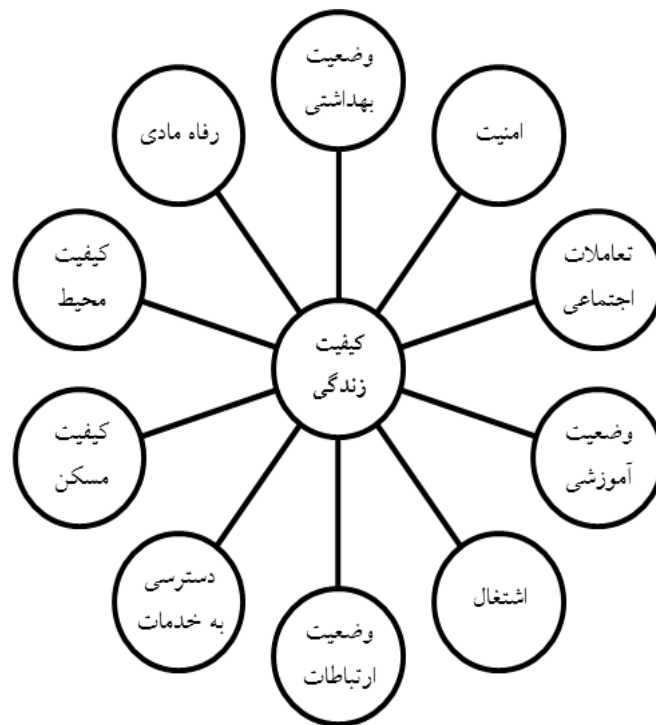 وضعیت
بهداشتی
امنیت
رفاه مادی
تعاملات
اجتماعی
کیفیت
محیط
کیفیت
زندگی
وضعیت
آموزشی
کیفیت
مسکن
اشتغال
دسترسی
به خدمات
وضعیت
ارتباطات